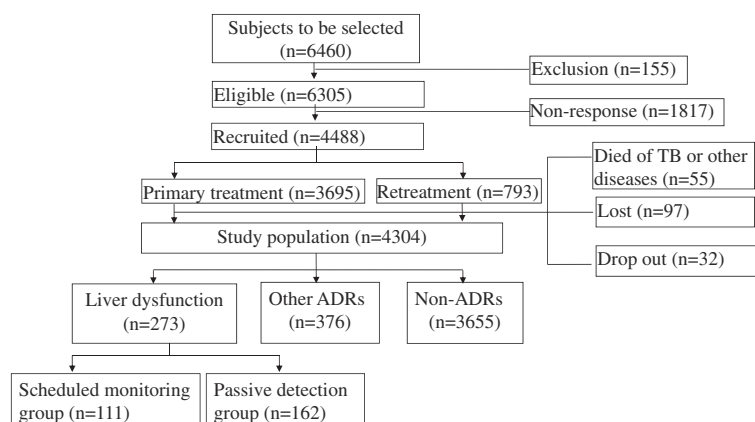 Subjects to be selected
(n=6460)
Exclusion (n=155)
Eligible (n=6305)
Non-response (n=1817)
Recruited (n=4488)
Died of TB or other
diseases (n=55)
Primary treatment (n=3695)
Retreatment (n=793)
Lost (n=97)
Study population (n=4304)
Drop out (n=32)
Liver dysfunction
(n=273)
Other ADRs
(n=376)
Non-ADRs
(n=3655)
Scheduled monitoring
group (n=111)
Passive detection
group (n=162)